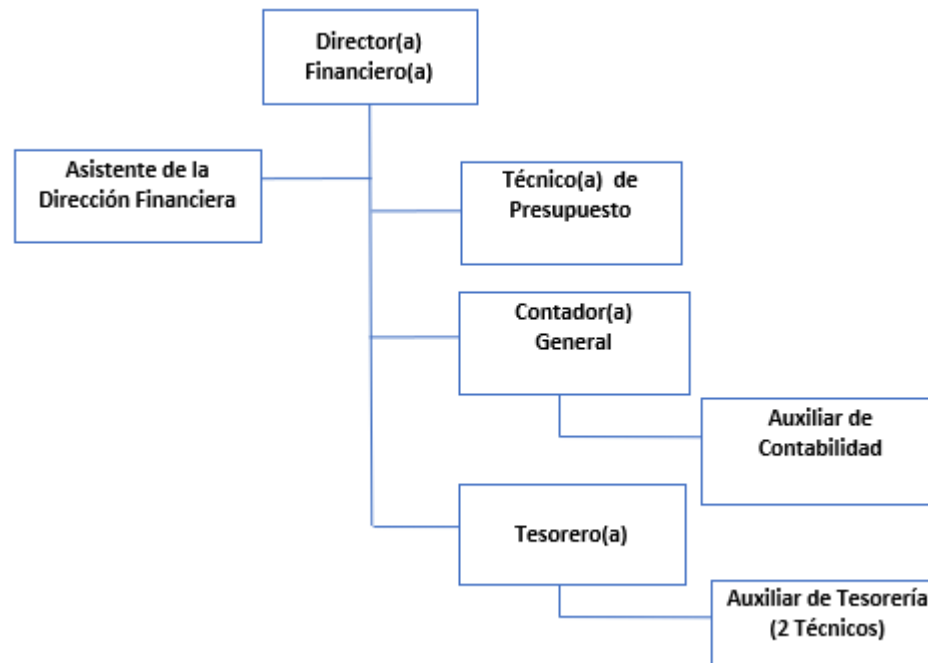 Director(a)
Financiero(a)
Asistente de la
Dirección Financiera
Técnico(a) de
Presupuesto
Contador(a)
General
Auxiliar de
Contabilidad
Tesorero(a)
Auxiliar de Tesorería
(2 Técnicos)